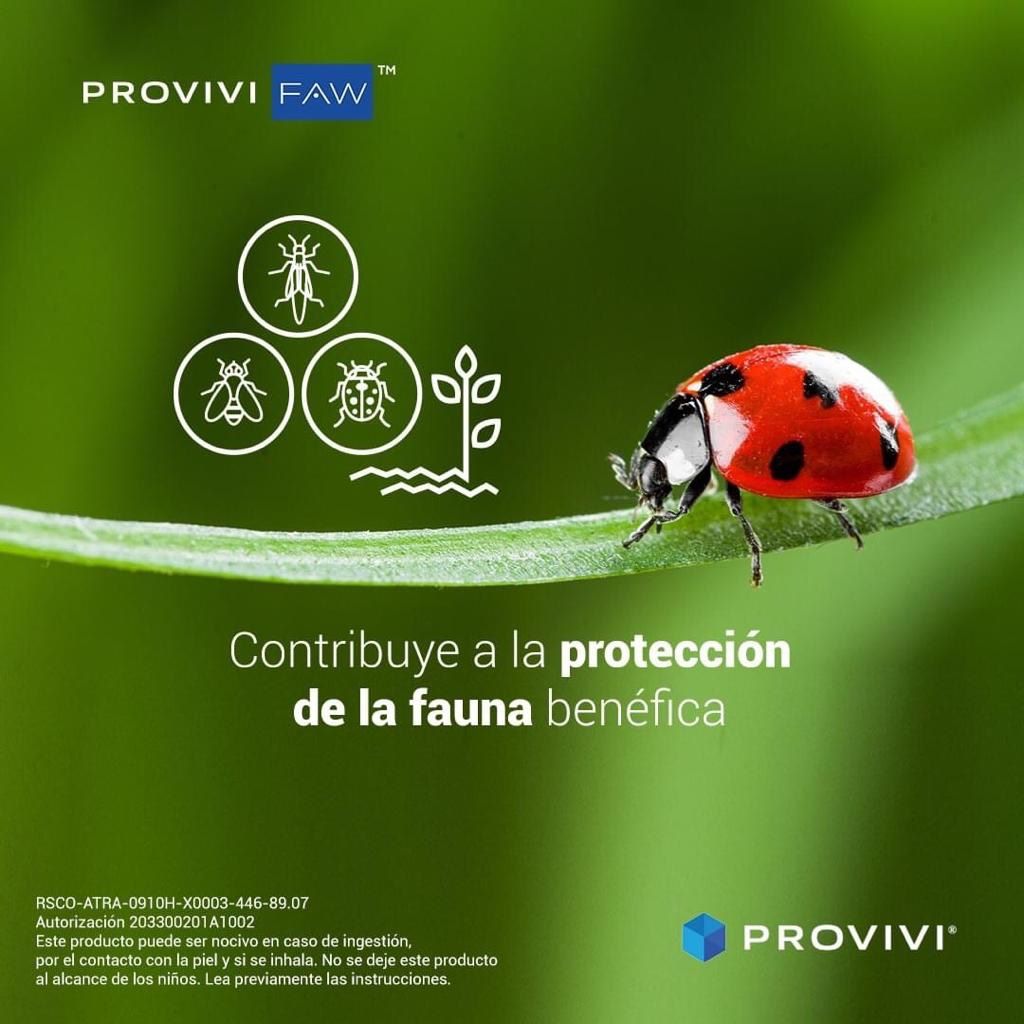 PROVIVI FAW™
Contribuye a la protección
de la fauna benéfica
RSCO-ATRA-0910H-X0003-446-89.07
Autorización 203300201A1002
Este producto puede ser nocivo en caso de ingestión,
por el contacto con la piel y si se inhala. No se deje este producto
al alcance de los niños. Lea previamente las instrucciones.
PROVIVI®